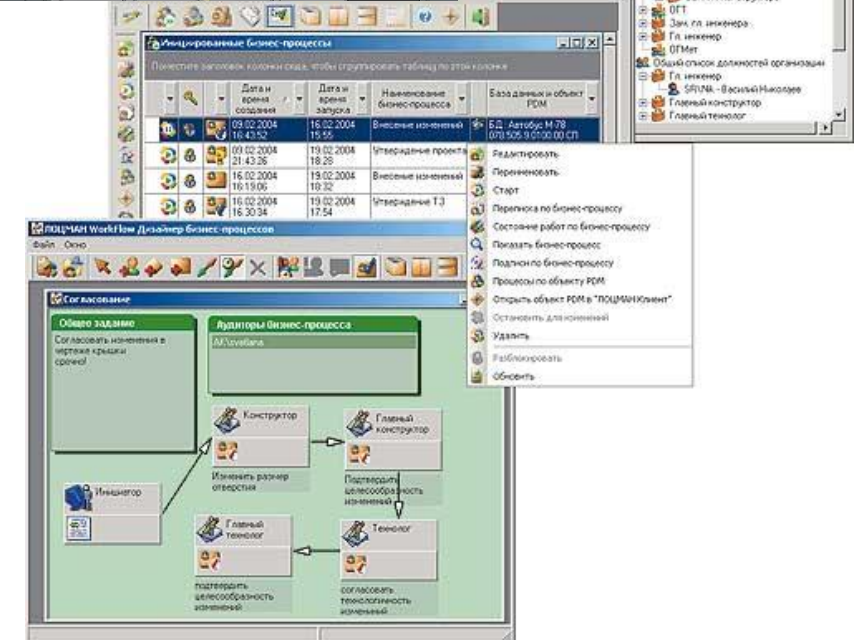 ОГТ
Зам. гл. инженера
Гл. инженер
ОГМет
Общий список должностей организации
Гл. инженер
Василий Николаев
Главный конструктор
Главный технолог
Инициированные бизнес-процессы
Поместите заголовок колонки сюда, чтобы сгруппировать таблицу по этой колонке
Дата и время создания
Дата и время запуска
Наименование бизнес-процесса
База данных и объект PDM
09.02.2004 16:43:52
16.02.2004 15:55
Внесение изменений
БД: Автобус М-78
09.02.2004 21:43:26
19.02.2004 18:28
Утверждение проекта
16.02.2004 16:19:06
19.02.2004 18:32
Внесение изменений
16.02.2004 16:30:34
19.02.2004 17:54
Утверждение ТЗ
Редактировать
Переименовать
Старт
Переписка по бизнес-процессу
Состояние работ по бизнес-процессу
Показать бизнес-процесс
Подписи по бизнес-процессу
Процессы по объекту PDM
Открыть объект PDM в "ЛОЦМАН Клиент"
Остановить для изменений
Удалить
Разблокировать
Обновить
ЛОЦМАН WorkFlow Дизайнер бизнес-процессов
Файл Окно
Согласование
Общее задание
Согласовать изменения в
чертеже крышки
срочно!
Аудиторы бизнес-процесса
AK\svetlana
Конструктор
Изменить размер
отверстия
Главный
конструктор
Подтвердить
целесообразность
изменений
Инициатор
Главный
технолог
подтвердить
целесообразность
изменений
Технолог
согласовать
технологичность
изменений